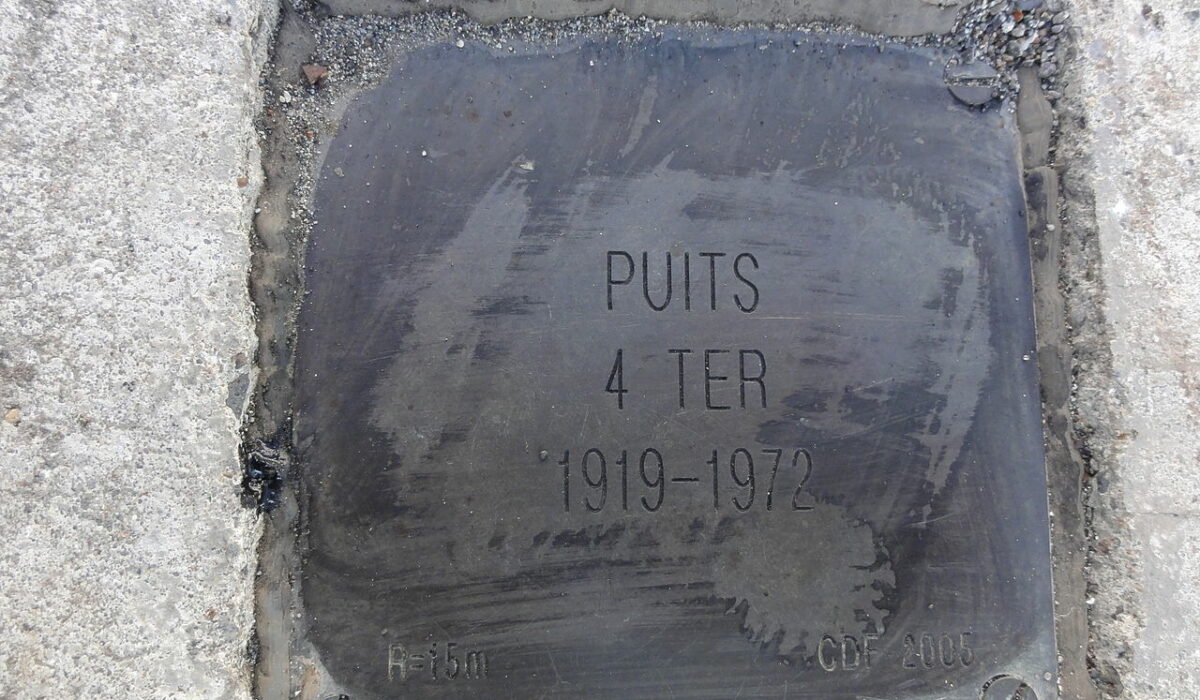 PUITS
4 TER
1919-1972
R=15m CDF 2005